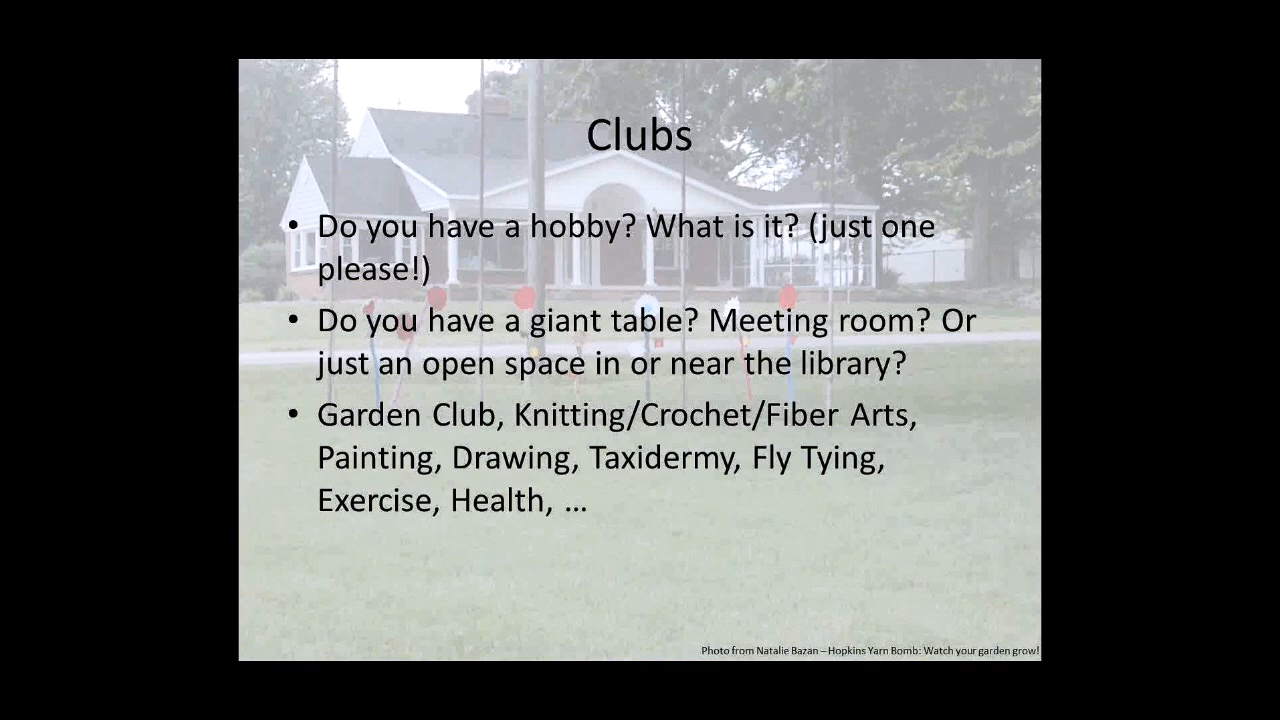 Clubs
• Do you have a hobby? What is it? (just one
please!)
• Do you have a giant table? Meeting room? Or
just an open space in or near the library?
• Garden Club, Knitting/Crochet/Fiber Arts,
Painting, Drawing, Taxidermy, Fly Tying,
Exercise, Health, …
Photo from Natalie Bazan – Hopkins Yarn Bomb: Watch your garden grow!